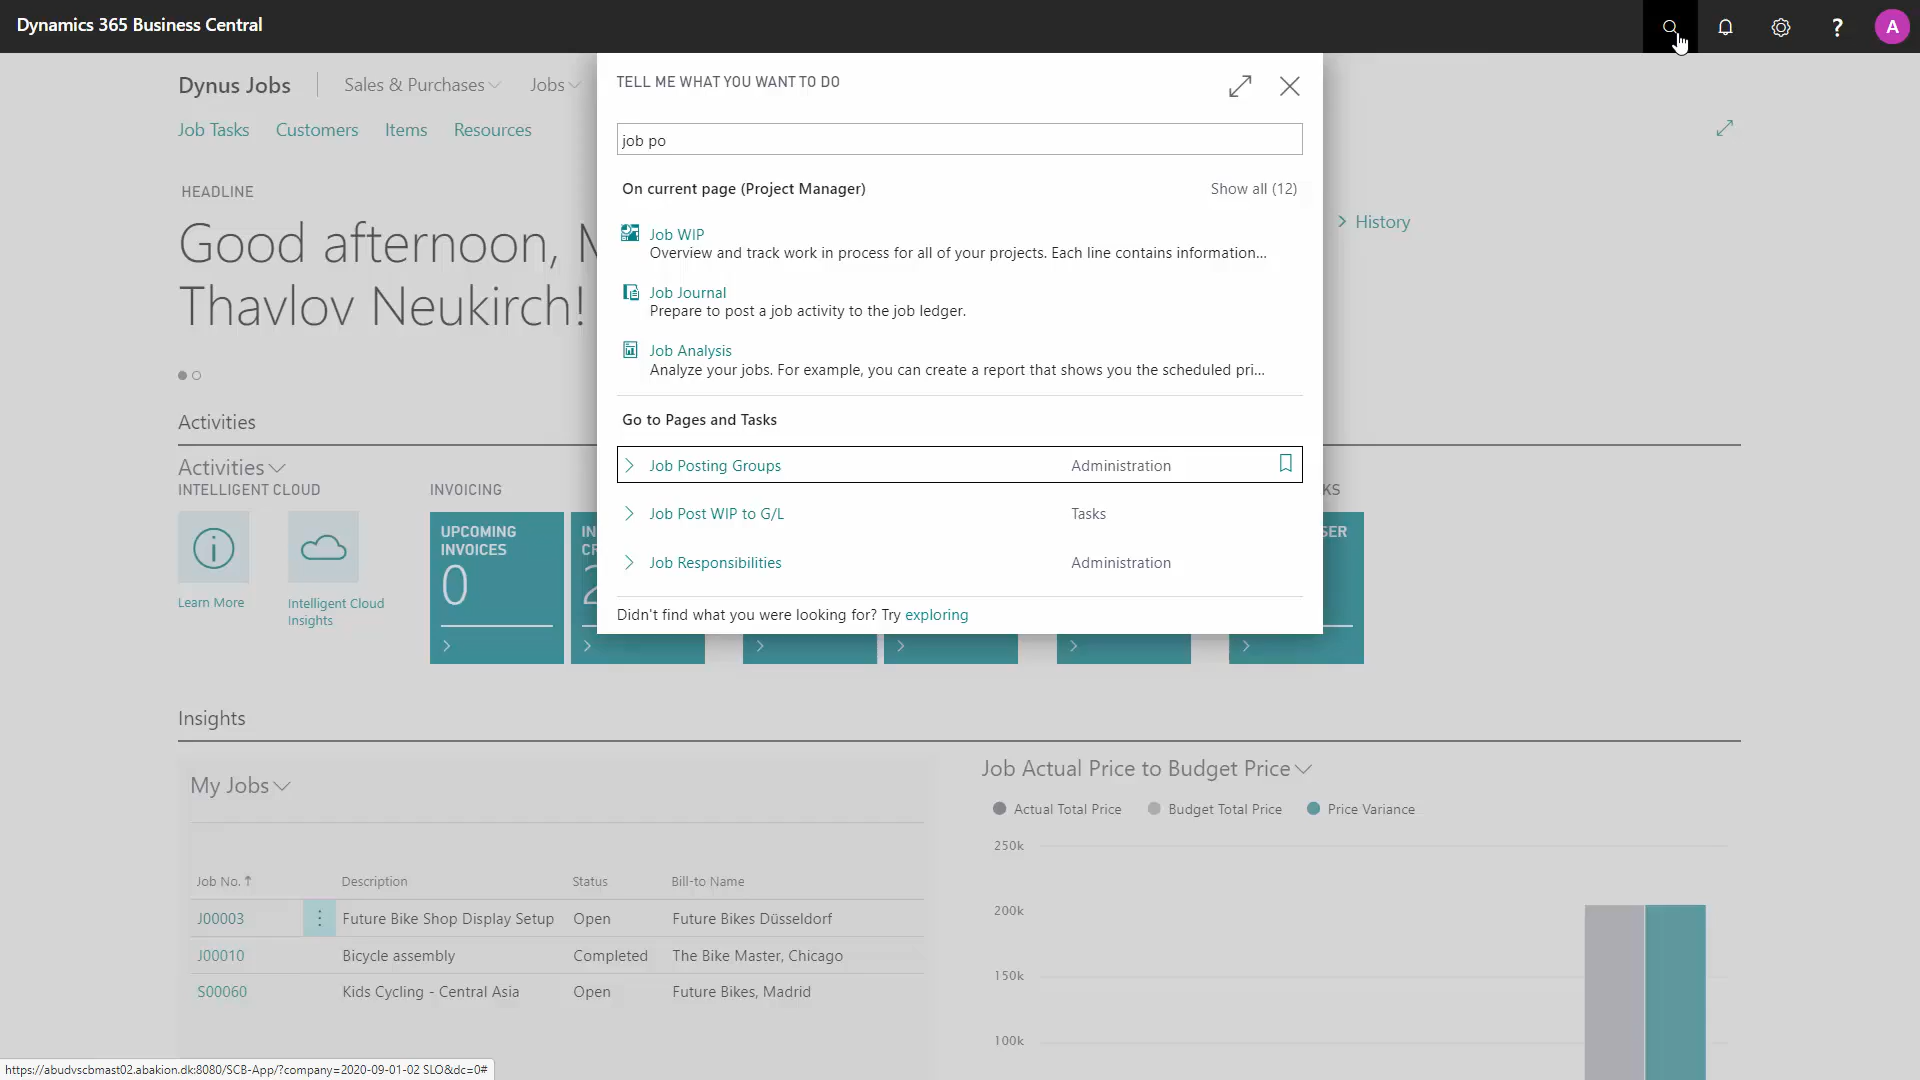 Dynamics 365 Business Central
A
Dynus Jobs
Sales & Purchases
Jobs
Job Tasks
Customers
Items
Resources
HEADLINE
Good afternoon, M
Thavlov Neukirch!
History
TELL ME WHAT YOU WANT TO DO
job po
On current page (Project Manager)
Show all (12)
Job WIP
Overview and track work in process for all of your projects. Each line contains information...
Job Journal
Prepare to post a job activity to the job ledger.
Job Analysis
Analyze your jobs. For example, you can create a report that shows you the scheduled pri...
Go to Pages and Tasks
Job Posting Groups
Administration
Job Post WIP to G/L
Tasks
Job Responsibilities
Administration
Didn't find what you were looking for? Try exploring
Activities
Activities
INTELLIGENT CLOUD
INVOICING
KS
Learn More
Intelligent Cloud
Insights
UPCOMING
INVOICES
0
IN
CR
SER
Insights
My Jobs
Job No. ↑
Description
Status
Bill-to Name
J00003
Future Bike Shop Display Setup
Open
Future Bikes Düsseldorf
J00010
Bicycle assembly
Completed
The Bike Master, Chicago
S00060
Kids Cycling - Central Asia
Open
Future Bikes, Madrid
Job Actual Price to Budget Price
Actual Total Price
Budget Total Price
Price Variance
250k
200k
150k
100k
https://abudvscbmast02.abakion.dk:8080/SCB-App/?company=2020-09-01-02 SLO&dc=0#